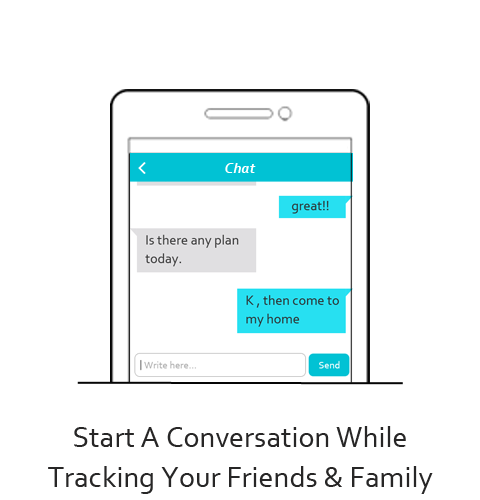 Chat
great!!
Is there any plan
today.
K , then come to
my home
Write here...
Send
Start A Conversation While
Tracking Your Friends & Family